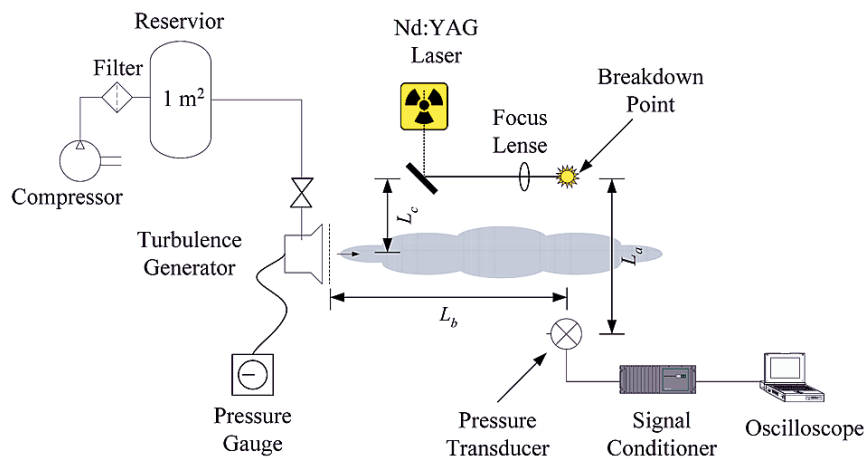 Reservior
Filter
1 m²
Compressor
Nd:YAG
Laser
Focus
Lense
Breakdown
Point
Turbulence
Generator
L_c
L_a
L_b
Pressure
Gauge
Pressure
Transducer
Signal
Conditioner
Oscilloscope